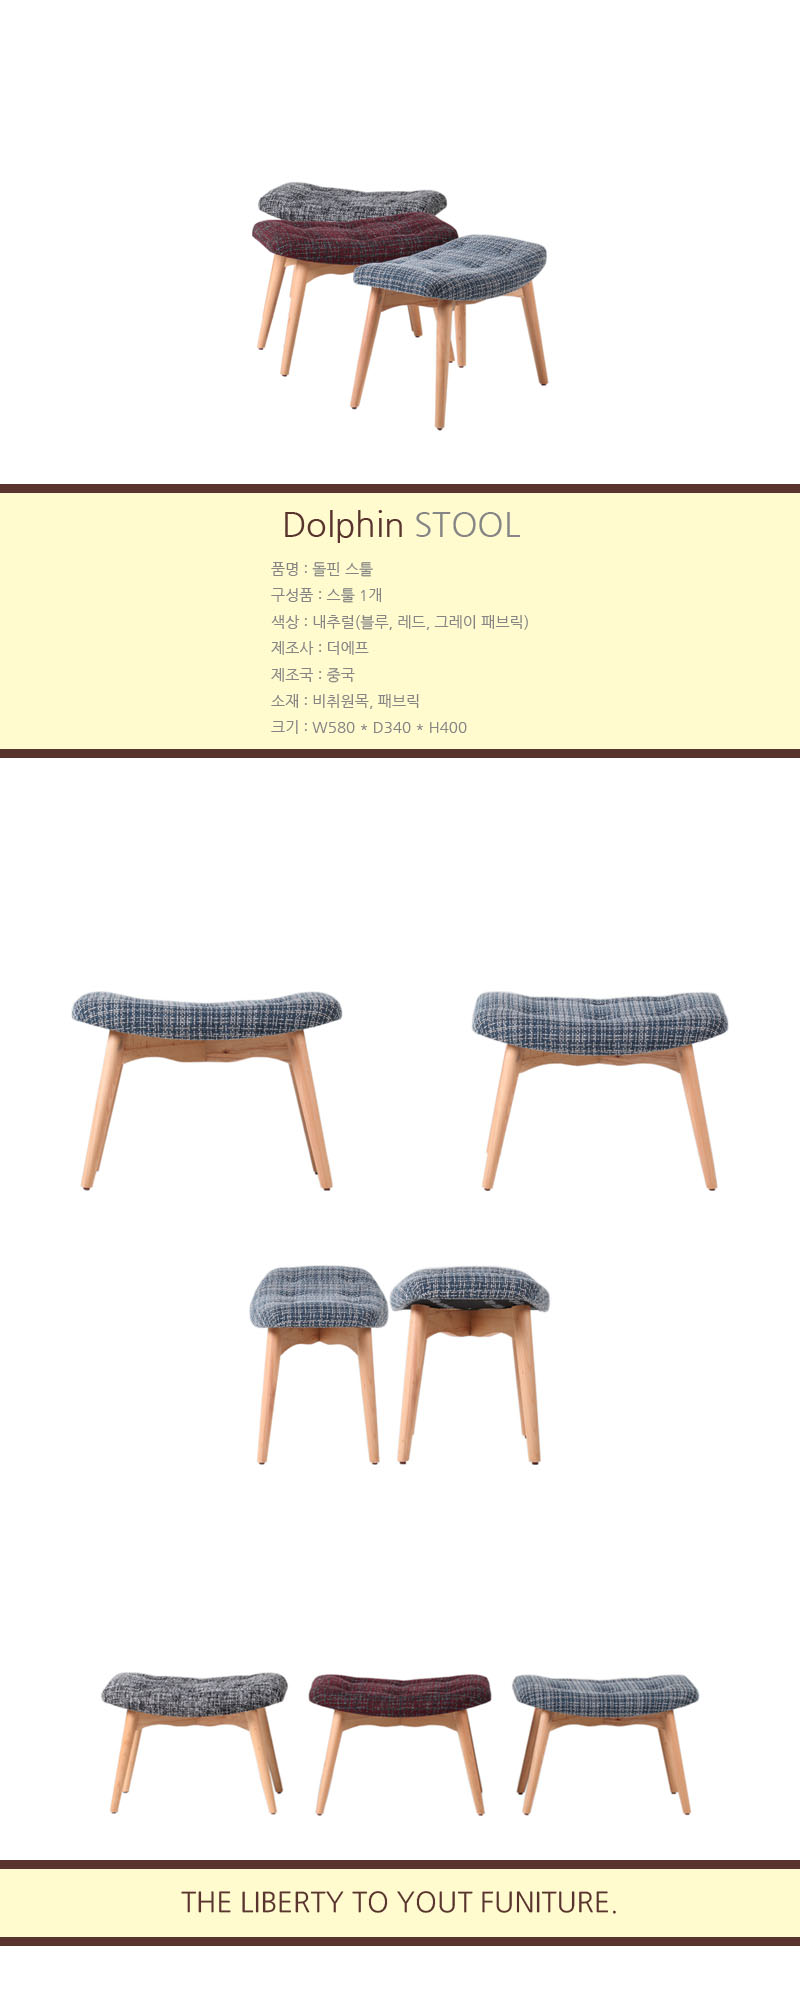 Dolphin STOOL
품명 : 돌핀 스툴
구성품 : 스툴 1개
색상 : 내추럴(블루, 레드, 그레이 패브릭)
제조사 : 더에프
제조국 : 중국
소재 : 비취원목, 패브릭
크기 : W580 * D340 * H400
THE LIBERTY TO YOUT FUNITURE.